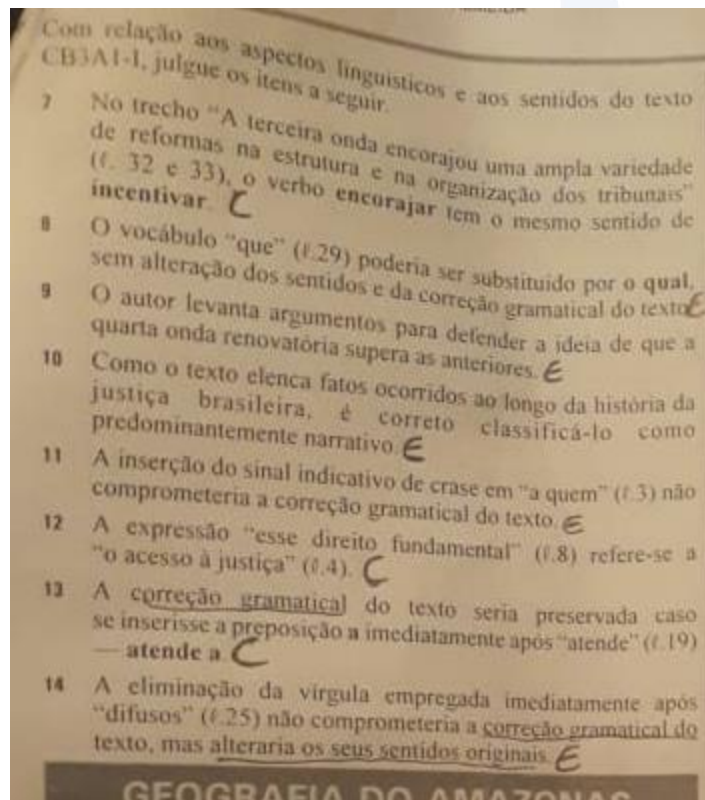 Com relação aos aspectos linguísticos e aos sentidos do texto
CB3A1-I, julgue os itens a seguir.
7 No trecho “A terceira onda encorajou uma ampla variedade
de reformas na estrutura e na organização dos tribunais”
(ℓ. 32 e 33), o verbo encorajar tem o mesmo sentido de
incentivar. C
8 O vocábulo “que” (ℓ.29) poderia ser substituído por o qual,
sem alteração dos sentidos e da correção gramatical do texto. E
9 O autor levanta argumentos para defender a ideia de que a
quarta onda renovatória supera as anteriores. E
10 Como o texto elenca fatos ocorridos ao longo da história da
justiça brasileira, é correto classificá-lo como
predominantemente narrativo. E
11 A inserção do sinal indicativo de crase em “a quem” (ℓ.3) não
comprometeria a correção gramatical do texto. E
12 A expressão “esse direito fundamental” (ℓ.8) refere-se a
“o acesso à justiça” (ℓ.4). C
13 A correção gramatical do texto seria preservada caso
se inserisse a preposição a imediatamente após “atende” (ℓ.19)
— atende a. C
14 A eliminação da vírgula empregada imediatamente após
“difusos” (ℓ.25) não comprometeria a correção gramatical do
texto, mas alteraria os seus sentidos originais. E
GEOGRAFIA DO AMAZONAS